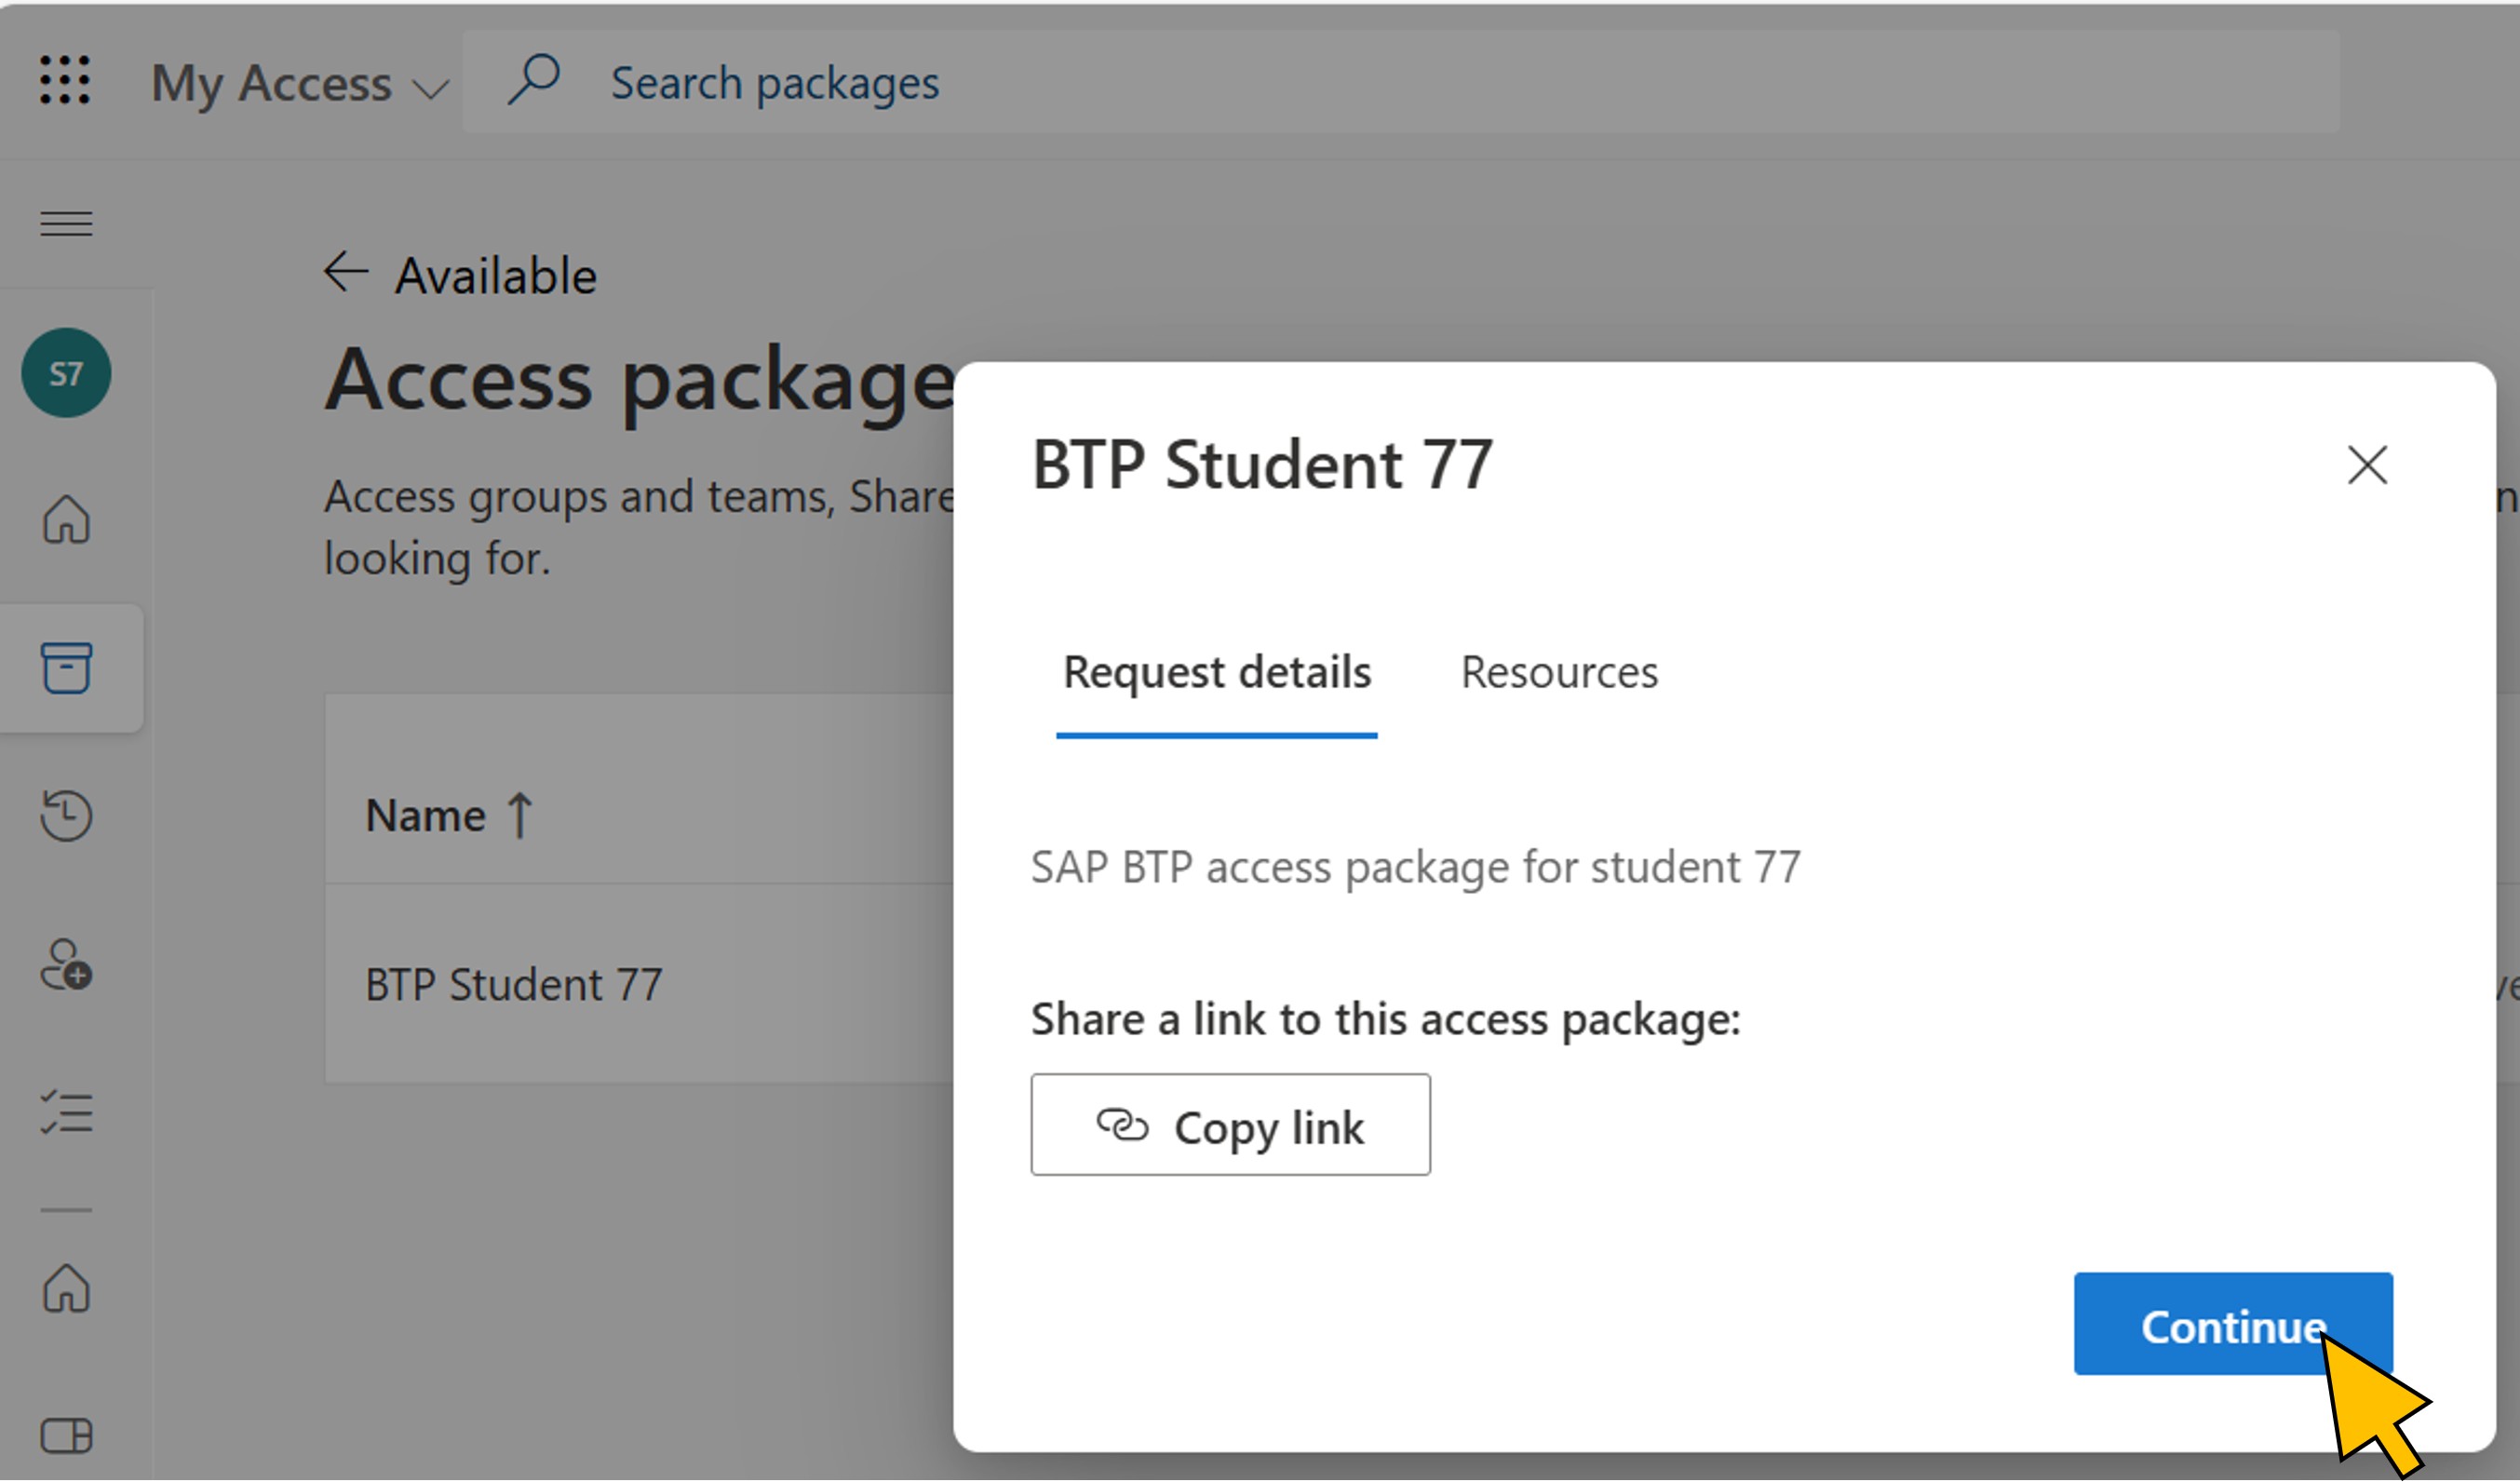 My Access
Search packages
Available
Access package
Access groups and teams, Share
looking for.
S7
Name ↑
BTP Student 77
BTP Student 77
Request details
Resources
SAP BTP access package for student 77
Share a link to this access package:
Copy link
Continue